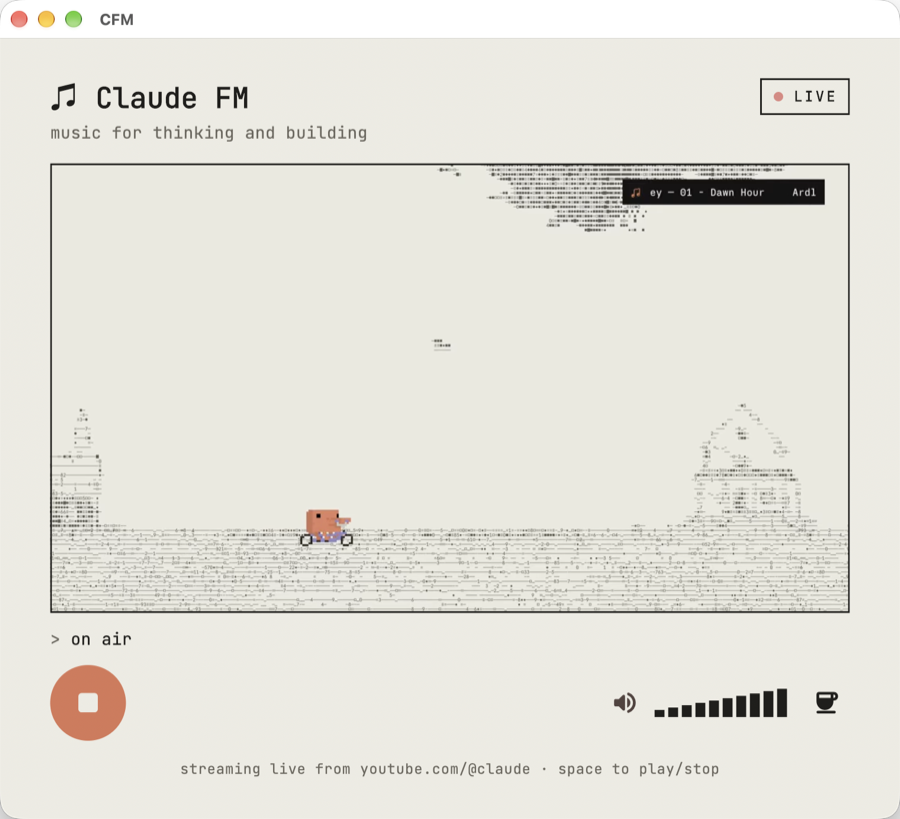 CFM
Claude FM
LIVE
music for thinking and building
ey — 01 - Dawn Hour Ardl
> on air
streaming live from youtube.com/@claude · space to play/stop